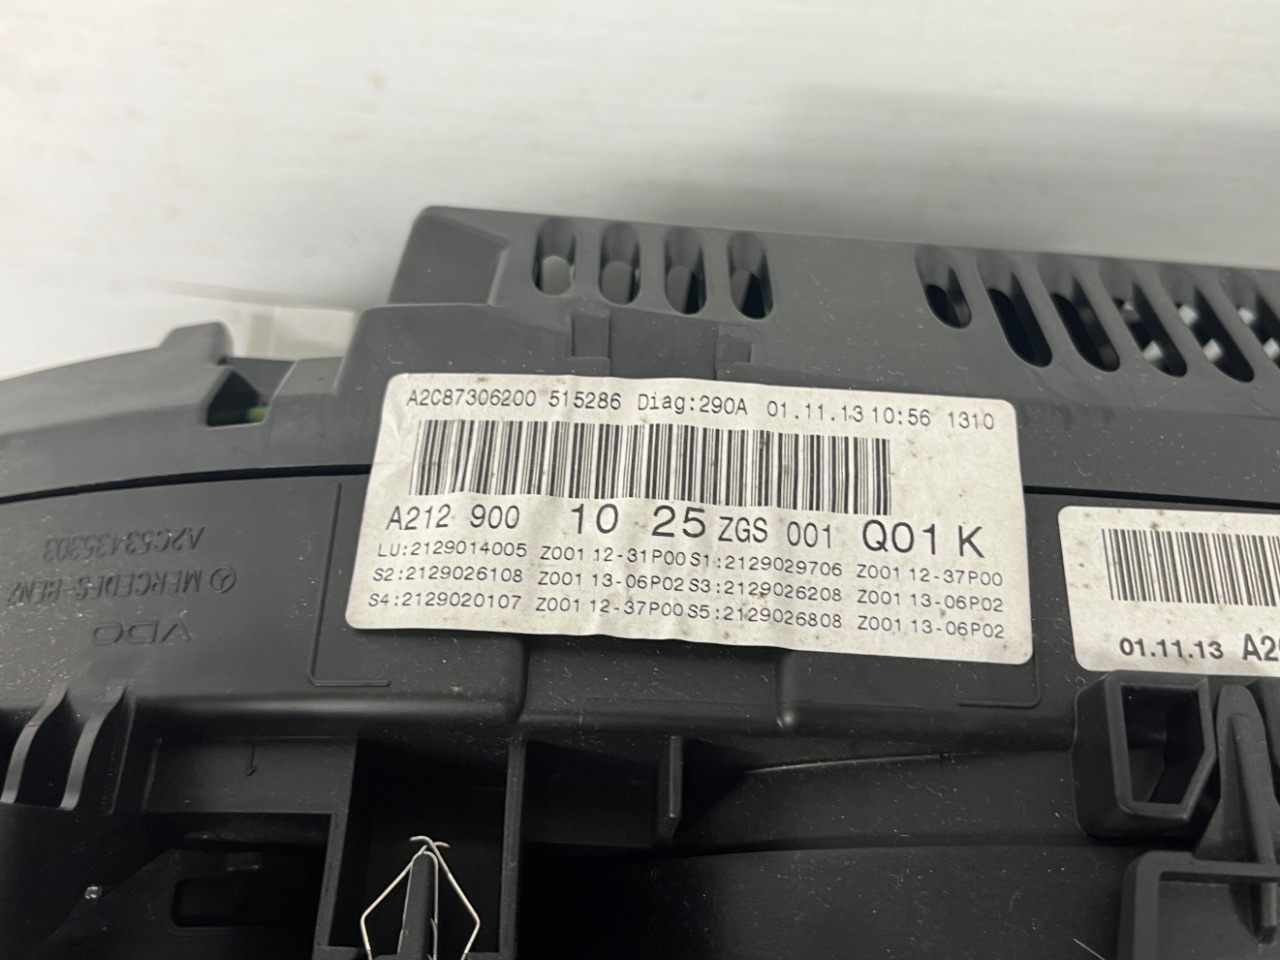 A2C87306200 515286 Diag:290A 01.11.13 10:56 1310
A212 900 10 25 ZGS 001 Q01 K
LU:2129014005 Z001 12-31P00 S1:2129029706 Z001 12-37P00
S2:2129026108 Z001 13-06P02 S3:2129026208 Z001 13-06P02
S4:2129020107 Z001 12-37P00 S5:2129026808 Z001 13-06P02
01.11.13
VDO
MERCEDES-BENZ
A2C53435303
1